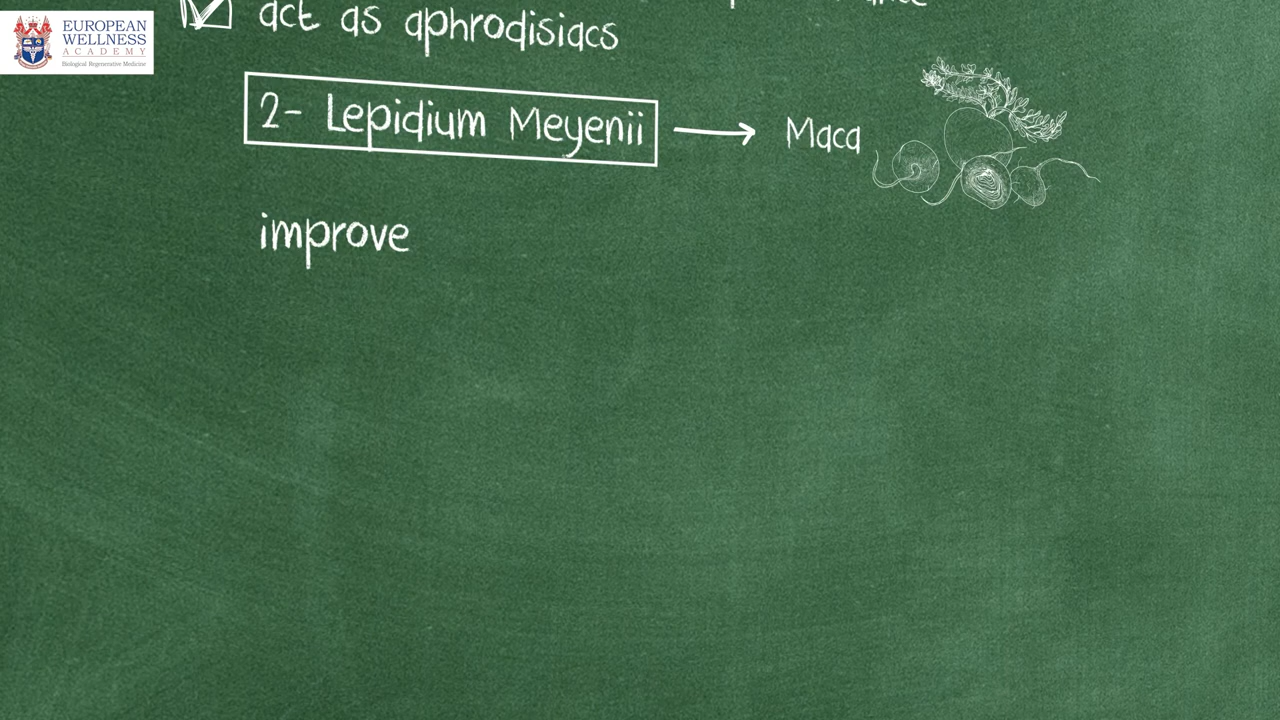 act as aphrodisiacs
EUROPEAN
WELLNESS
ACADEMY
Biological Regenerative Medicine
2- Lepidium Meyenii
Maca
improve